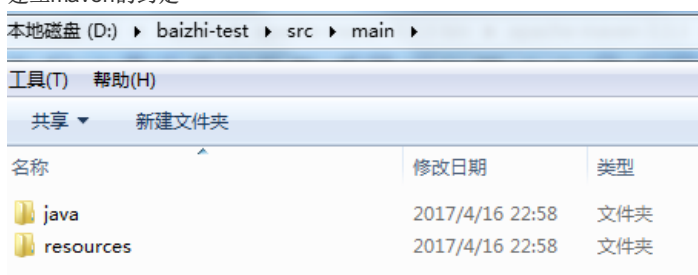 本地磁盘 (D:) ▸ baizhi-test ▸ src ▸ main ▸
工具(T) 帮助(H)
共享 ▼ 新建文件夹
名称 修改日期 类型
java 2017/4/16 22:58 文件夹
resources 2017/4/16 22:58 文件夹